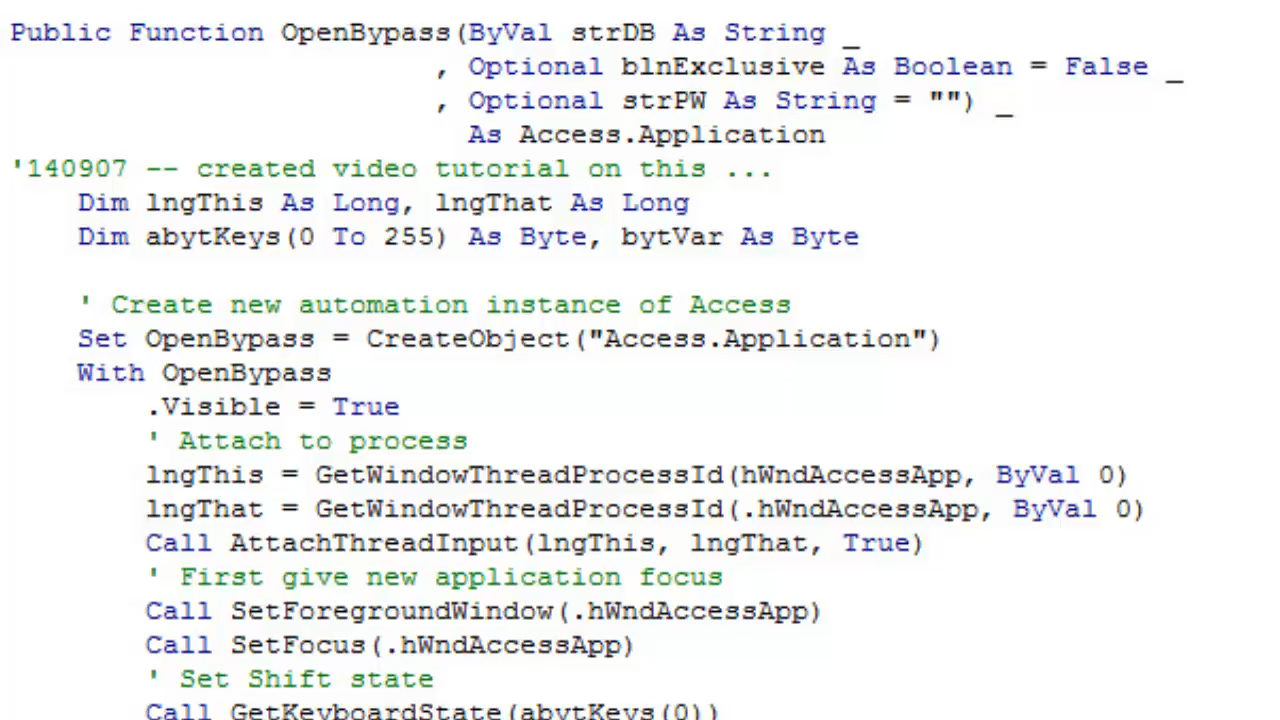 Public Function OpenBypass(ByVal strDB As String _
, Optional blnExclusive As Boolean = False _
, Optional strPW As String = "") _
As Access.Application
'140907 -- created video tutorial on this ...
Dim lngThis As Long, lngThat As Long
Dim abytKeys(0 To 255) As Byte, bytVar As Byte
' Create new automation instance of Access
Set OpenBypass = CreateObject("Access.Application")
With OpenBypass
.Visible = True
' Attach to process
lngThis = GetWindowThreadProcessId(hWndAccessApp, ByVal 0)
lngThat = GetWindowThreadProcessId(.hWndAccessApp, ByVal 0)
Call AttachThreadInput(lngThis, lngThat, True)
' First give new application focus
Call SetForegroundWindow(.hWndAccessApp)
Call SetFocus(.hWndAccessApp)
' Set Shift state
Call GetKeyboardState(abytKeys(0))